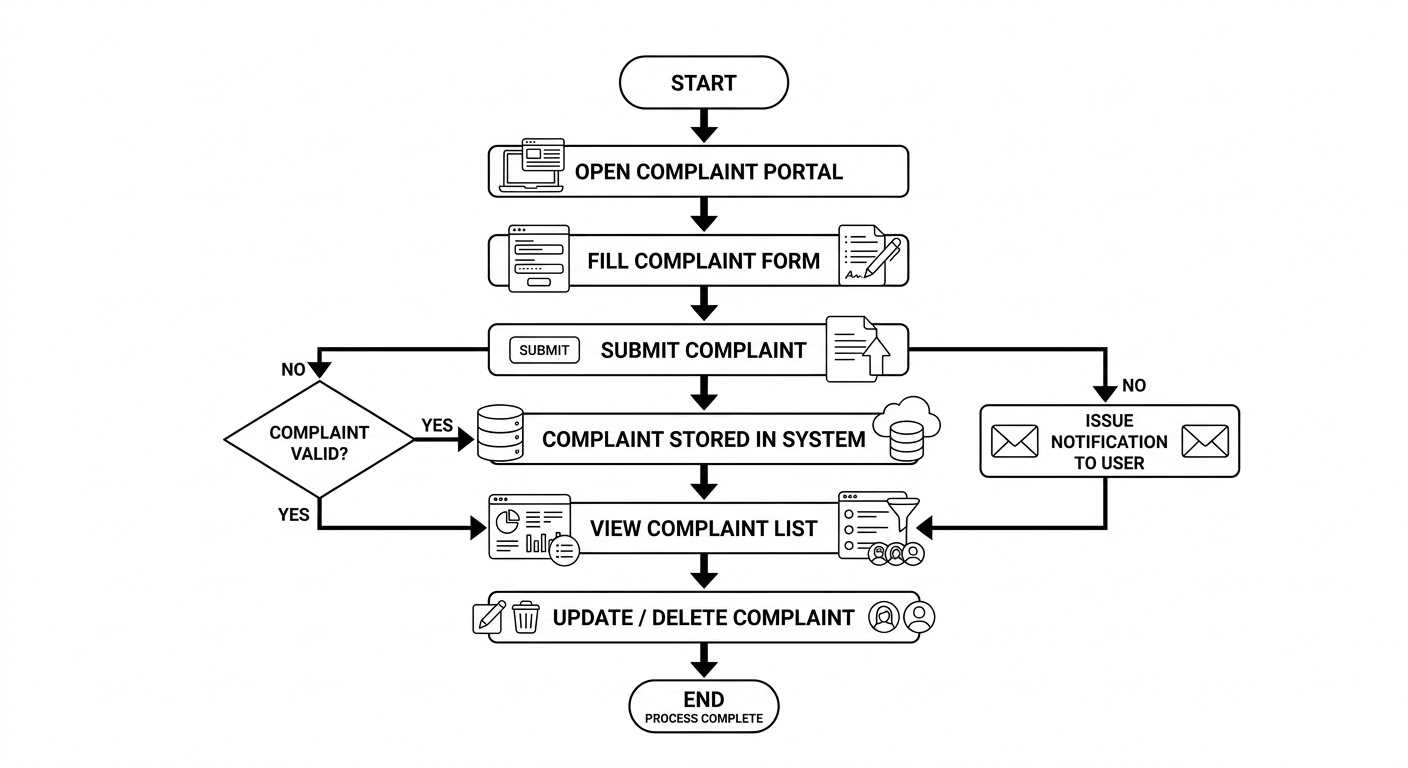 START
OPEN COMPLAINT PORTAL
FILL COMPLAINT FORM
SUBMIT
SUBMIT COMPLAINT
NO
NO
COMPLAINT
VALID?
YES
YES
COMPLAINT STORED IN SYSTEM
ISSUE
NOTIFICATION
TO USER
VIEW COMPLAINT LIST
UPDATE / DELETE COMPLAINT
END
PROCESS COMPLETE